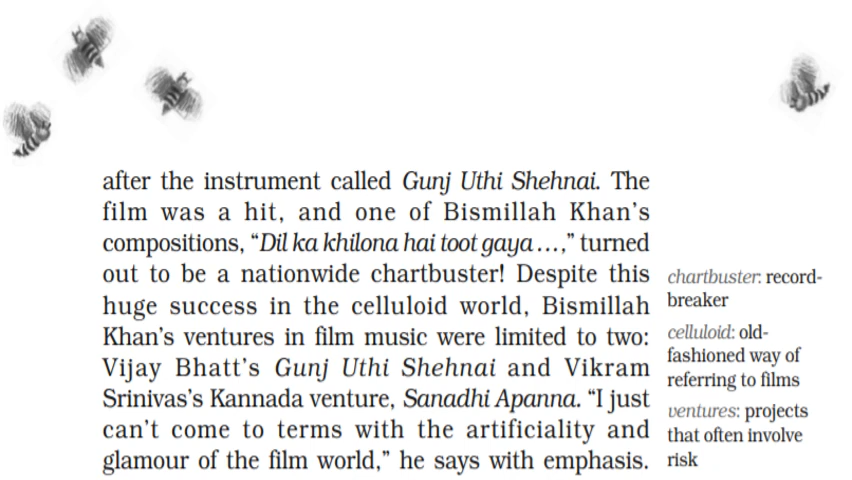 after the instrument called Gunj Uthi Shehnai. The
film was a hit, and one of Bismillah Khan’s
compositions, “Dil ka khilona hai toot gaya ...,” turned
out to be a nationwide chartbuster! Despite this
huge success in the celluloid world, Bismillah
Khan’s ventures in film music were limited to two:
Vijay Bhatt’s Gunj Uthi Shehnai and Vikram
Srinivas’s Kannada venture, Sanadhi Apanna. “I just
can’t come to terms with the artificiality and
glamour of the film world,” he says with emphasis.
chartbuster: record-
breaker
celluloid: old-
fashioned way of
referring to films
ventures: projects
that often involve
risk